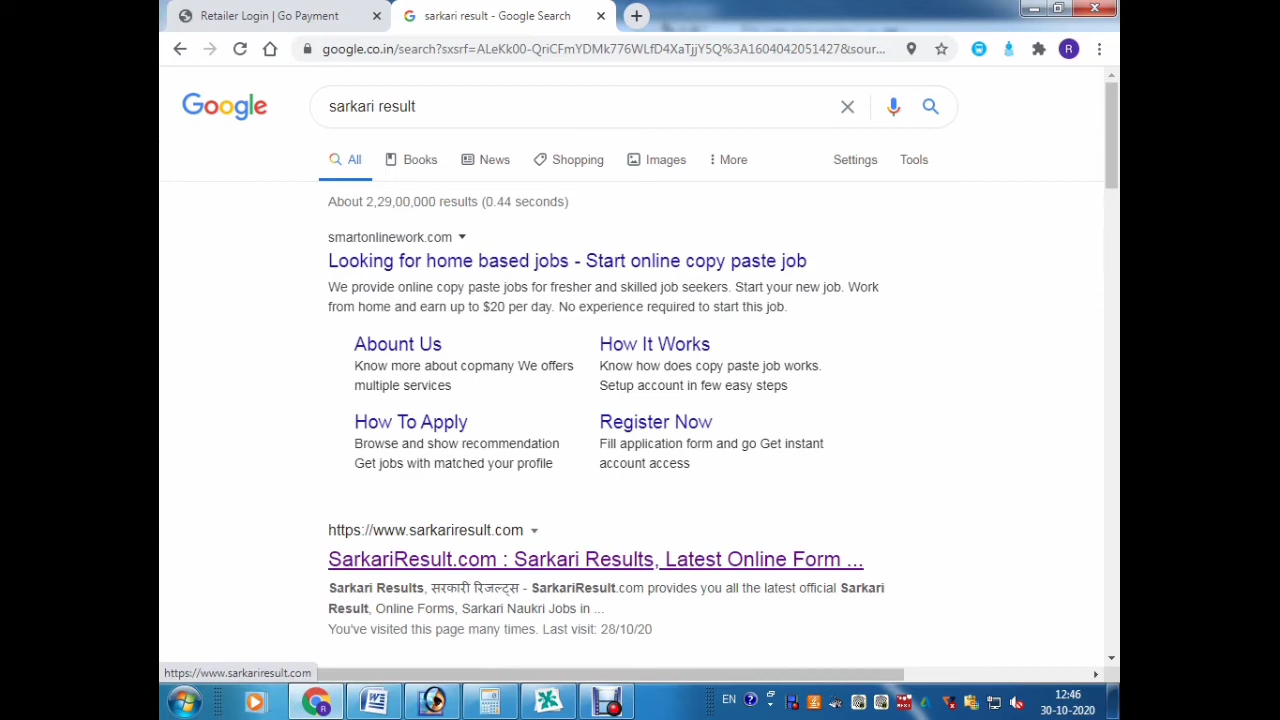 Retailer Login | Go Payment
sarkari result - Google Search
google.co.in/search?sxsrf=ALeKk00-QriCFmYDMk776WLfD4XaTjjY5Q%3A1604042051427&sour...
R
Google
sarkari result
All Books News Shopping Images More Settings Tools
About 2,29,00,000 results (0.44 seconds)
smartonlinework.com
Looking for home based jobs - Start online copy paste job
We provide online copy paste jobs for fresher and skilled job seekers. Start your new job. Work
from home and earn up to $20 per day. No experience required to start this job.
Abount Us
Know more about copmany We offers
multiple services
How It Works
Know how does copy paste job works.
Setup account in few easy steps
How To Apply
Browse and show recommendation
Get jobs with matched your profile
Register Now
Fill application form and go Get instant
account access
https://www.sarkariresult.com
SarkariResult.com : Sarkari Results, Latest Online Form ...
Sarkari Results, सरकारी रिजल्ट्स - SarkariResult.com provides you all the latest official Sarkari
Result, Online Forms, Sarkari Naukri Jobs in ...
You've visited this page many times. Last visit: 28/10/20
https://www.sarkariresult.com
EN
12:46
30-10-2020